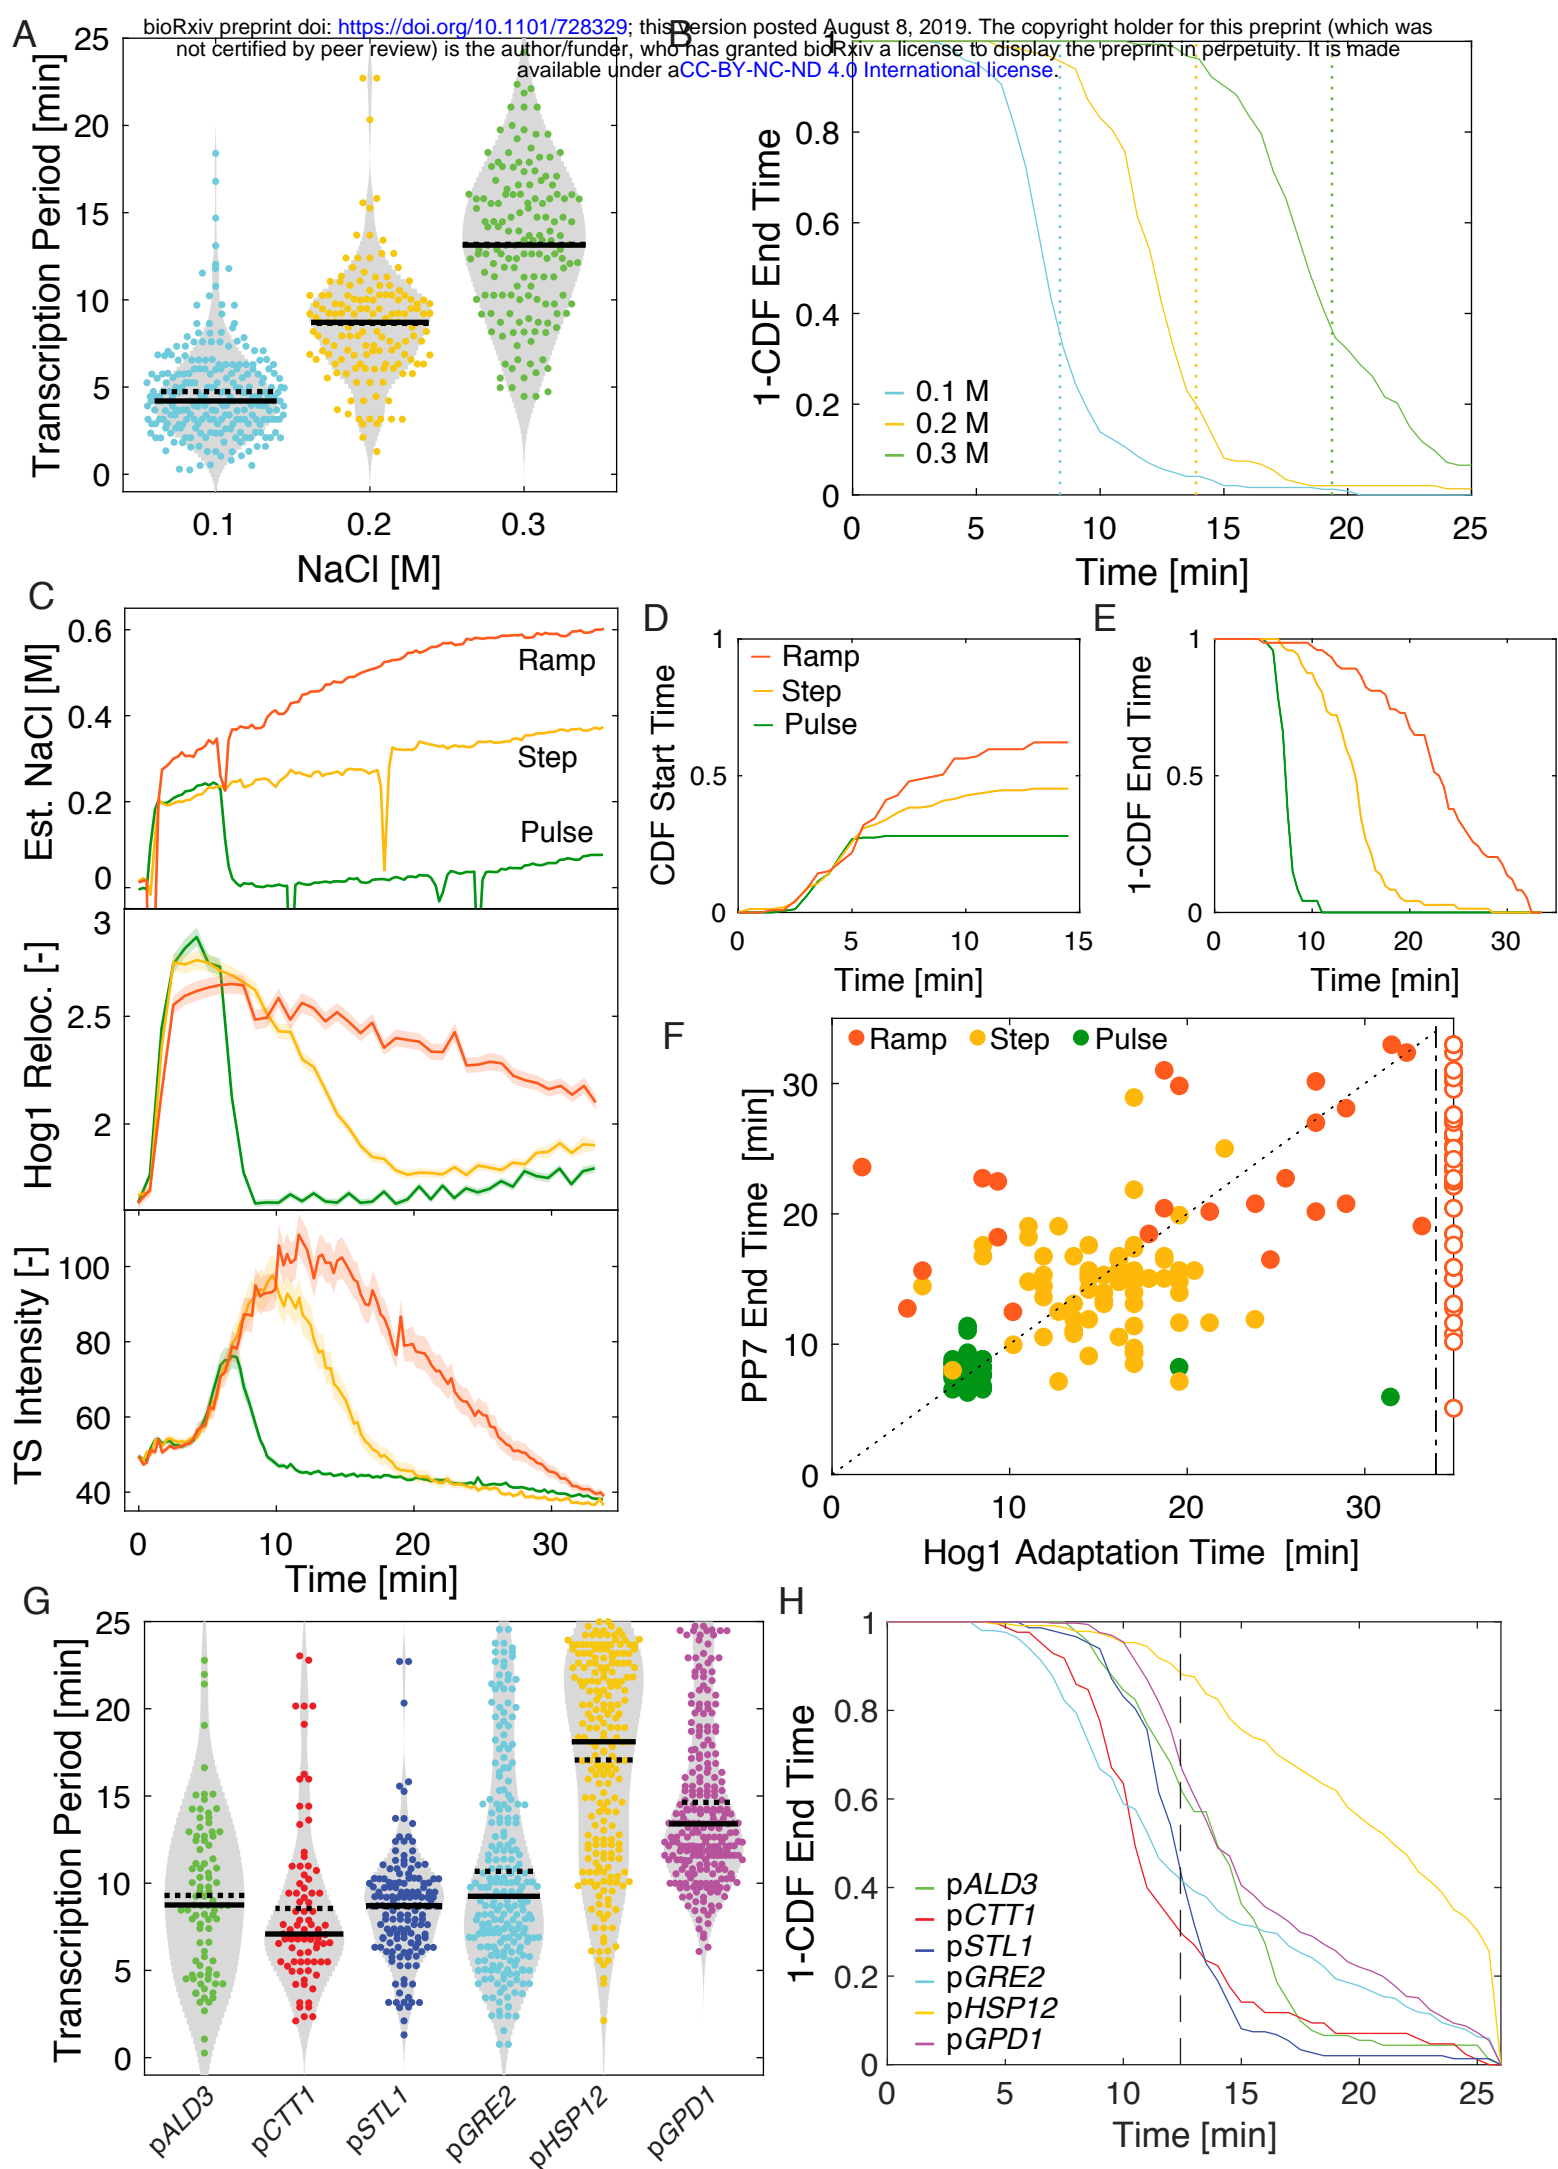 bioRxiv preprint doi: https://doi.org/10.1101/728329; this version posted August 8, 2019. The copyright holder for this preprint (which was
not certified by peer review) is the author/funder, who has granted bioRxiv a license to display the preprint in perpetuity. It is made
available under aCC-BY-NC-ND 4.0 International license.
A
Transcription Period [min]
25
20
15
10
5
0
0.1
0.2
0.3
NaCl [M]
B
1-CDF End Time
1
0.8
0.6
0.4
0.2
0
0.1 M
0.2 M
0.3 M
0
5
10
15
20
25
Time [min]
C
Est. NaCl [M]
0.6
0.4
0.2
0
Ramp
Step
Pulse
Hog1 Reloc. [-]
3
2.5
2
TS Intensity [-]
100
80
60
40
0
10
20
30
Time [min]
D
CDF Start Time
1
0.5
0
Ramp
Step
Pulse
0
5
10
15
Time [min]
E
1-CDF End Time
1
0.5
0
0
10
20
30
Time [min]
F
Ramp
Step
Pulse
PP7 End Time [min]
30
20
10
0
0
10
20
30
Hog1 Adaptation Time [min]
G
Transcription Period [min]
25
20
15
10
5
0
pALD3
pCTT1
pSTL1
pGRE2
pHSP12
pGPD1
H
1-CDF End Time
1
0.8
0.6
0.4
0.2
0
pALD3
pCTT1
pSTL1
pGRE2
pHSP12
pGPD1
0
5
10
15
20
25
Time [min]